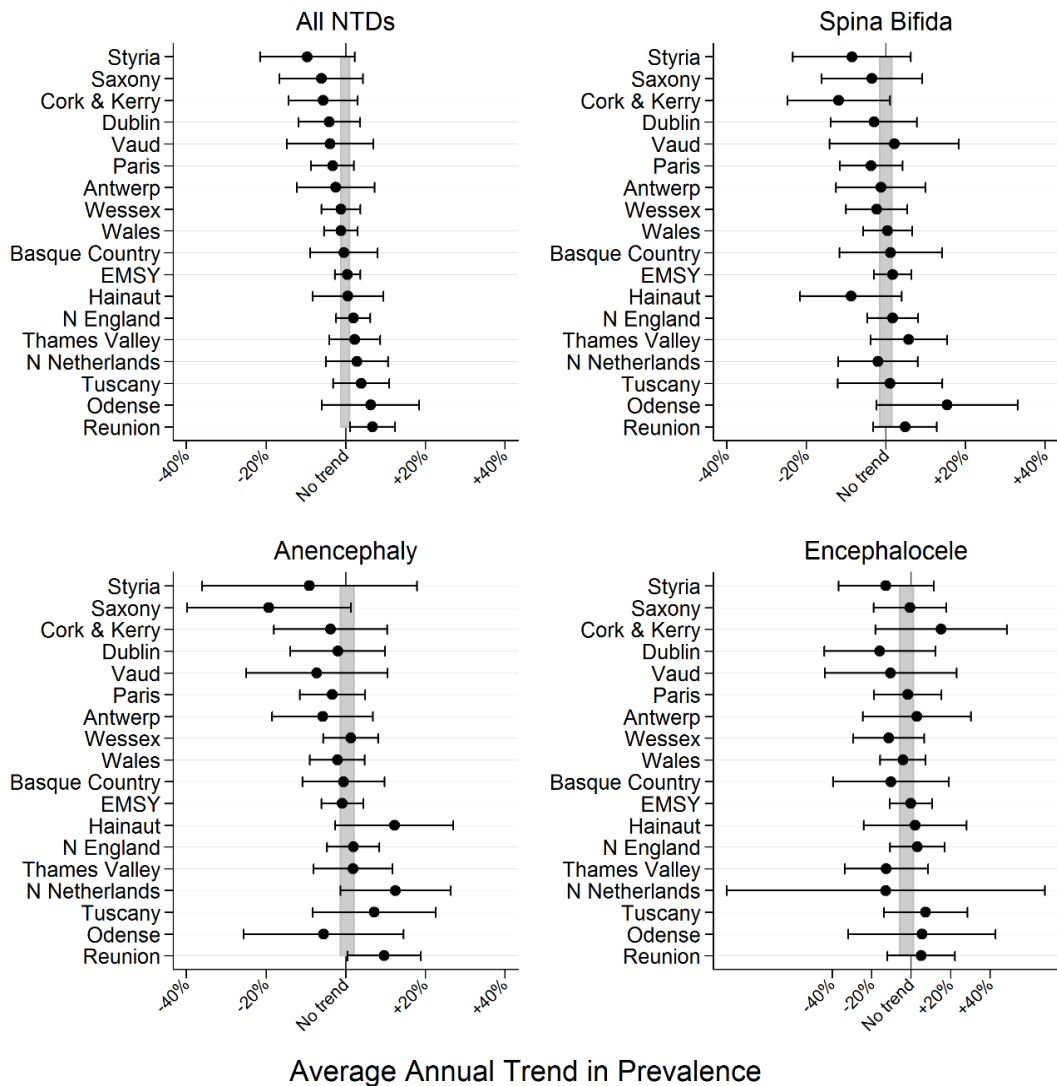 All NTDs
Styria
Saxony
Cork & Kerry
Dublin
Vaud
Paris
Antwerp
Wessex
Wales
Basque Country
EMSY
Hainaut
N England
Thames Valley
N Netherlands
Tuscany
Odense
Reunion
-40%
-20%
No trend
+20%
+40%
Spina Bifida
Styria
Saxony
Cork & Kerry
Dublin
Vaud
Paris
Antwerp
Wessex
Wales
Basque Country
EMSY
Hainaut
N England
Thames Valley
N Netherlands
Tuscany
Odense
Reunion
-40%
-20%
No trend
+20%
+40%
Anencephaly
Styria
Saxony
Cork & Kerry
Dublin
Vaud
Paris
Antwerp
Wessex
Wales
Basque Country
EMSY
Hainaut
N England
Thames Valley
N Netherlands
Tuscany
Odense
Reunion
-40%
-20%
No trend
+20%
+40%
Encephalocele
Styria
Saxony
Cork & Kerry
Dublin
Vaud
Paris
Antwerp
Wessex
Wales
Basque Country
EMSY
Hainaut
N England
Thames Valley
N Netherlands
Tuscany
Odense
Reunion
-40%
-20%
No trend
+20%
+40%
Average Annual Trend in Prevalence